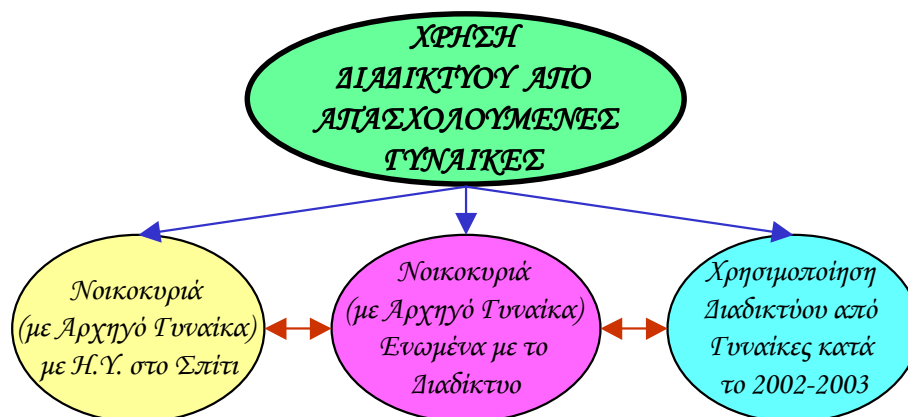 ΧΡΗΣΗ
ΔΙΑΔΙΚΤΥΟΥ ΑΠΟ
ΑΠΑΣΧΟΛΟΥΜΕΝΕΣ
ΓΥΝΑΙΚΕΣ
Νοικοκυριά
(με Αρχηγό Γυναίκα)
με Η.Υ. στο Σπίτι
Νοικοκυριά
(με Αρχηγό Γυναίκα)
Ενωμένα με το
Διαδίκτυο
Χρησιμοποίηση
Διαδικτύου από
Γυναίκες κατά
το 2002-2003